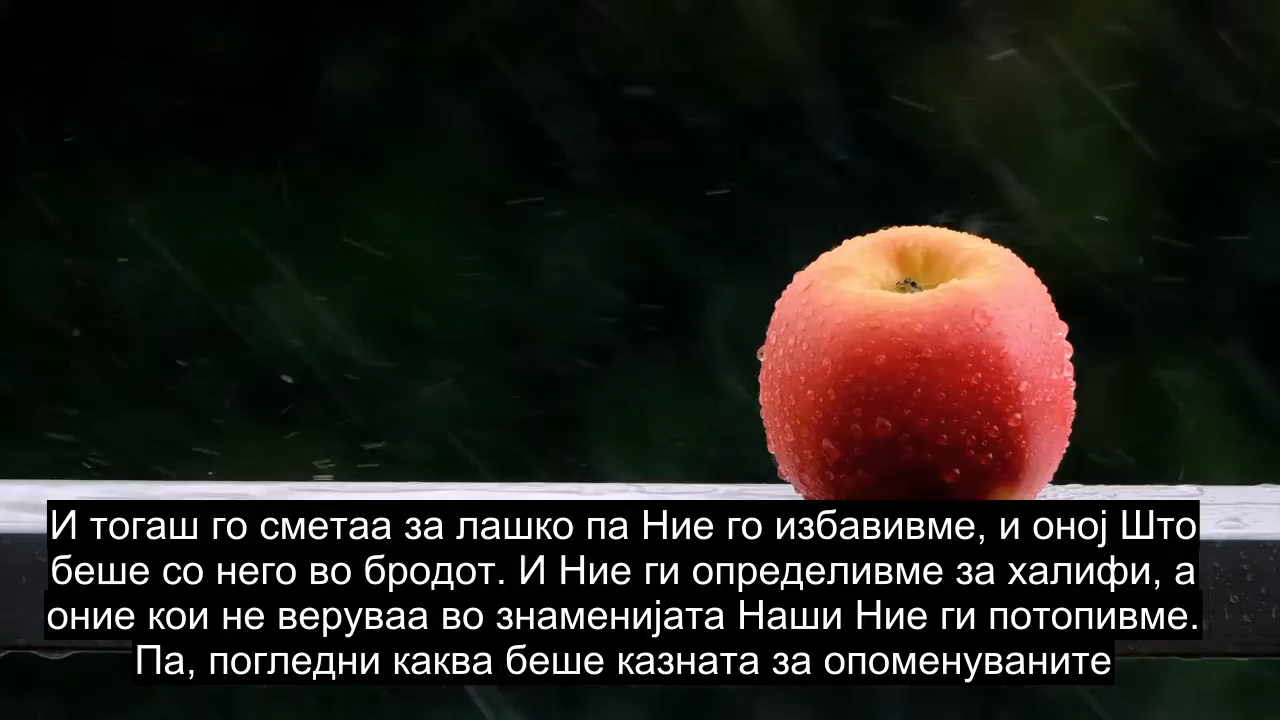 И тогаш го сметаа за лашко па Ние го избавивме, и оној Што
беше со него во бродот. И Ние ги определивме за халифи, а
оние кои не веруваа во знаменијата Наши Ние ги потопивме.
Па, погледни каква беше казната за опоменуваните